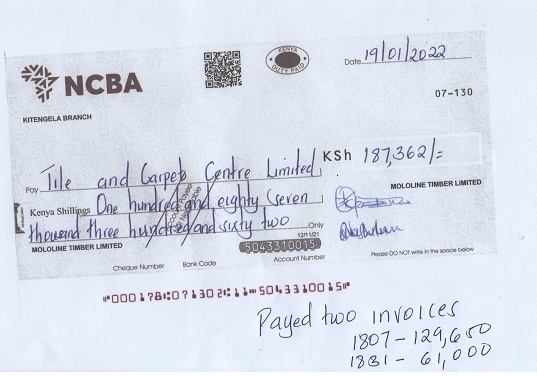 19/01/2022
NCBA
KENYA
DUTY PAID
Date
07-130
KITENGELA BRANCH
Pay Tile and Carpets Centre Limited KSh 187,362/=
Kenya Shillings One hundred and eighty seven
MOLOLINE TIMBER LIMITED
thousand three hundred and sixty two Only
12/11/21
MOLOLINE TIMBER LIMITED
5043310015
Cheque Number Bank Code Account Number
Please DO NOT write in the space below
"000178"071302"11"5043310015"
Payed two invoices
1807 - 129,650
1831 - 61,000